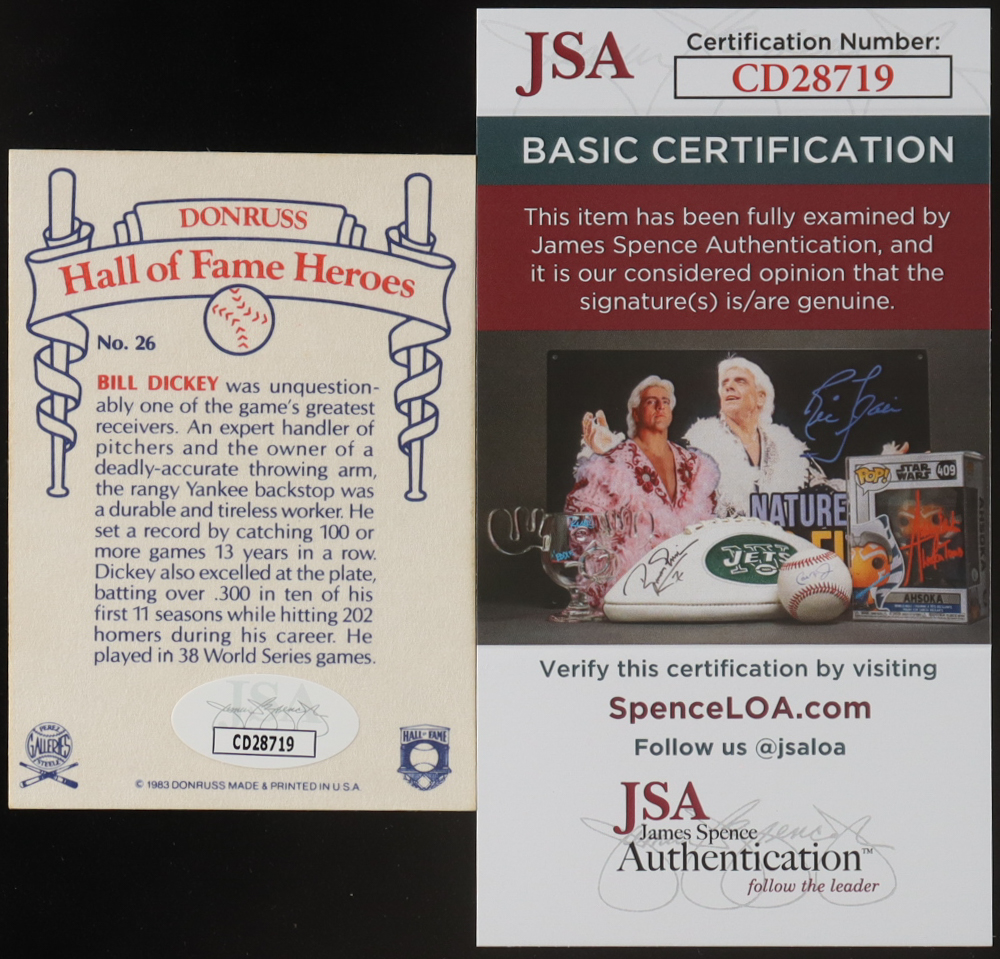 DONRUSS
Hall of Fame Heroes
No. 26
BILL DICKEY was unquestion-
ably one of the game's greatest
receivers. An expert handler of
pitchers and the owner of a
deadly-accurate throwing arm,
the rangy Yankee backstop was
a durable and tireless worker. He
set a record by catching 100 or
more games 13 years in a row.
Dickey also excelled at the plate,
batting over .300 in ten of his
first 11 seasons while hitting 202
homers during his career. He
played in 38 World Series games.
JSA
CD28719
PEREZ
GALLERIES
STEELE
HALL of FAME
© 1983 DONRUSS MADE & PRINTED IN U.S.A.
JSA
Certification Number:
CD28719
BASIC CERTIFICATION
This item has been fully examined by
James Spence Authentication, and
it is our considered opinion that the
signature(s) is/are genuine.
Ric Flair
NATURE
POP!
STAR
WARS
409
JETS
AHSOKA
Verify this certification by visiting
SpenceLOA.com
Follow us @jsaloa
JSA
James Spence
Authentication™
follow the leader